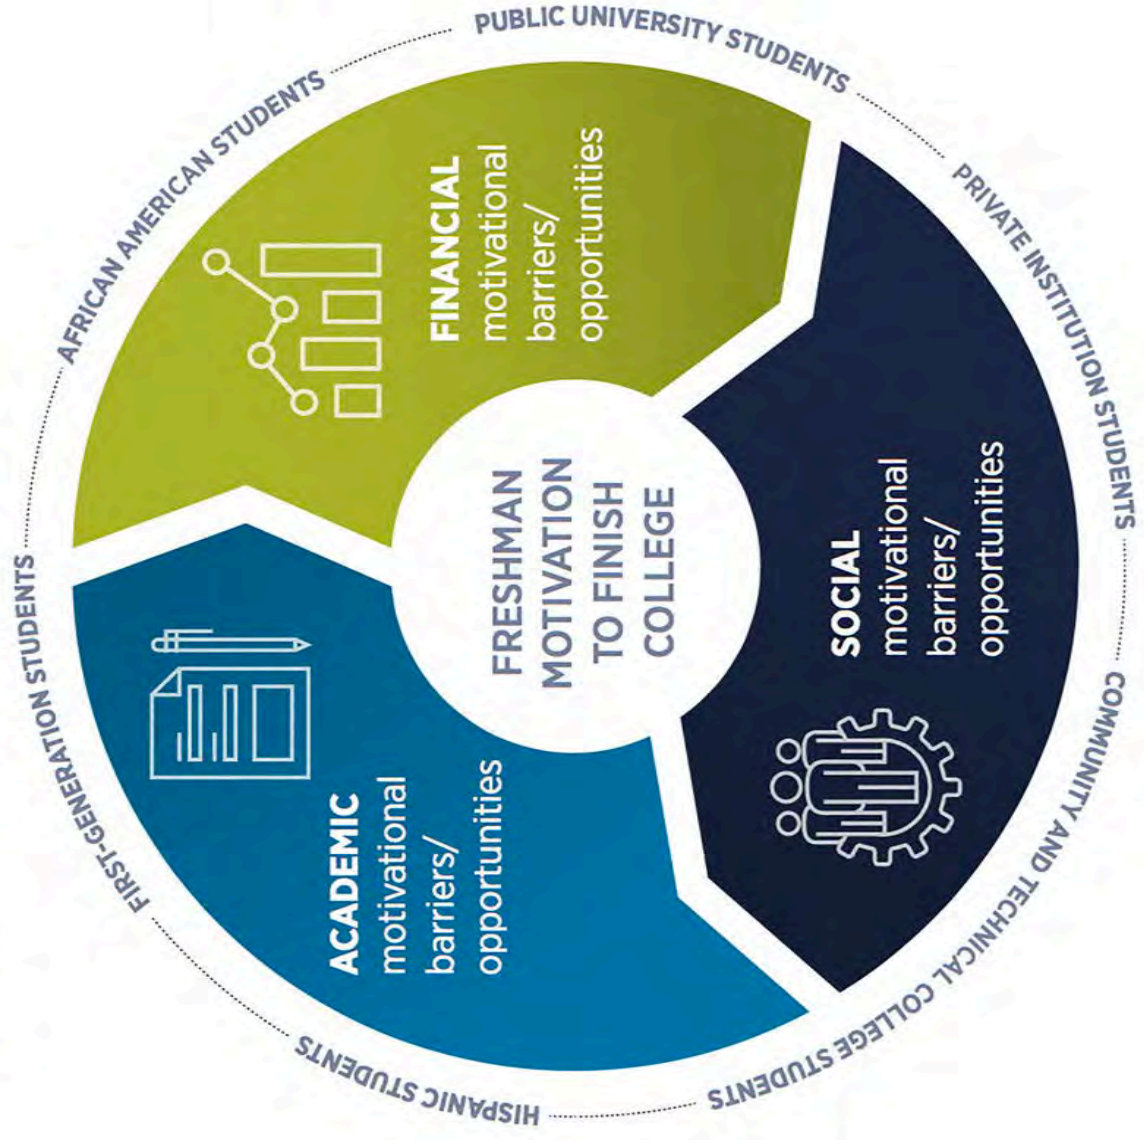 FRESHMAN
MOTIVATION
TO FINISH
COLLEGE
ACADEMIC
motivational
barriers/
opportunities
FINANCIAL
motivational
barriers/
opportunities
SOCIAL
motivational
barriers/
opportunities
FIRST-GENERATION STUDENTS
AFRICAN AMERICAN STUDENTS
PUBLIC UNIVERSITY STUDENTS
PRIVATE INSTITUTION STUDENTS
COMMUNITY AND TECHNICAL COLLEGE STUDENTS
HISPANIC STUDENTS